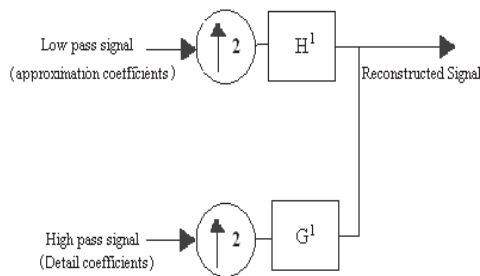 Low pass signal
(approximation coefficients)
2
H¹
Reconstructed Signal
High pass signal
(Detail coefficients)
2
G¹